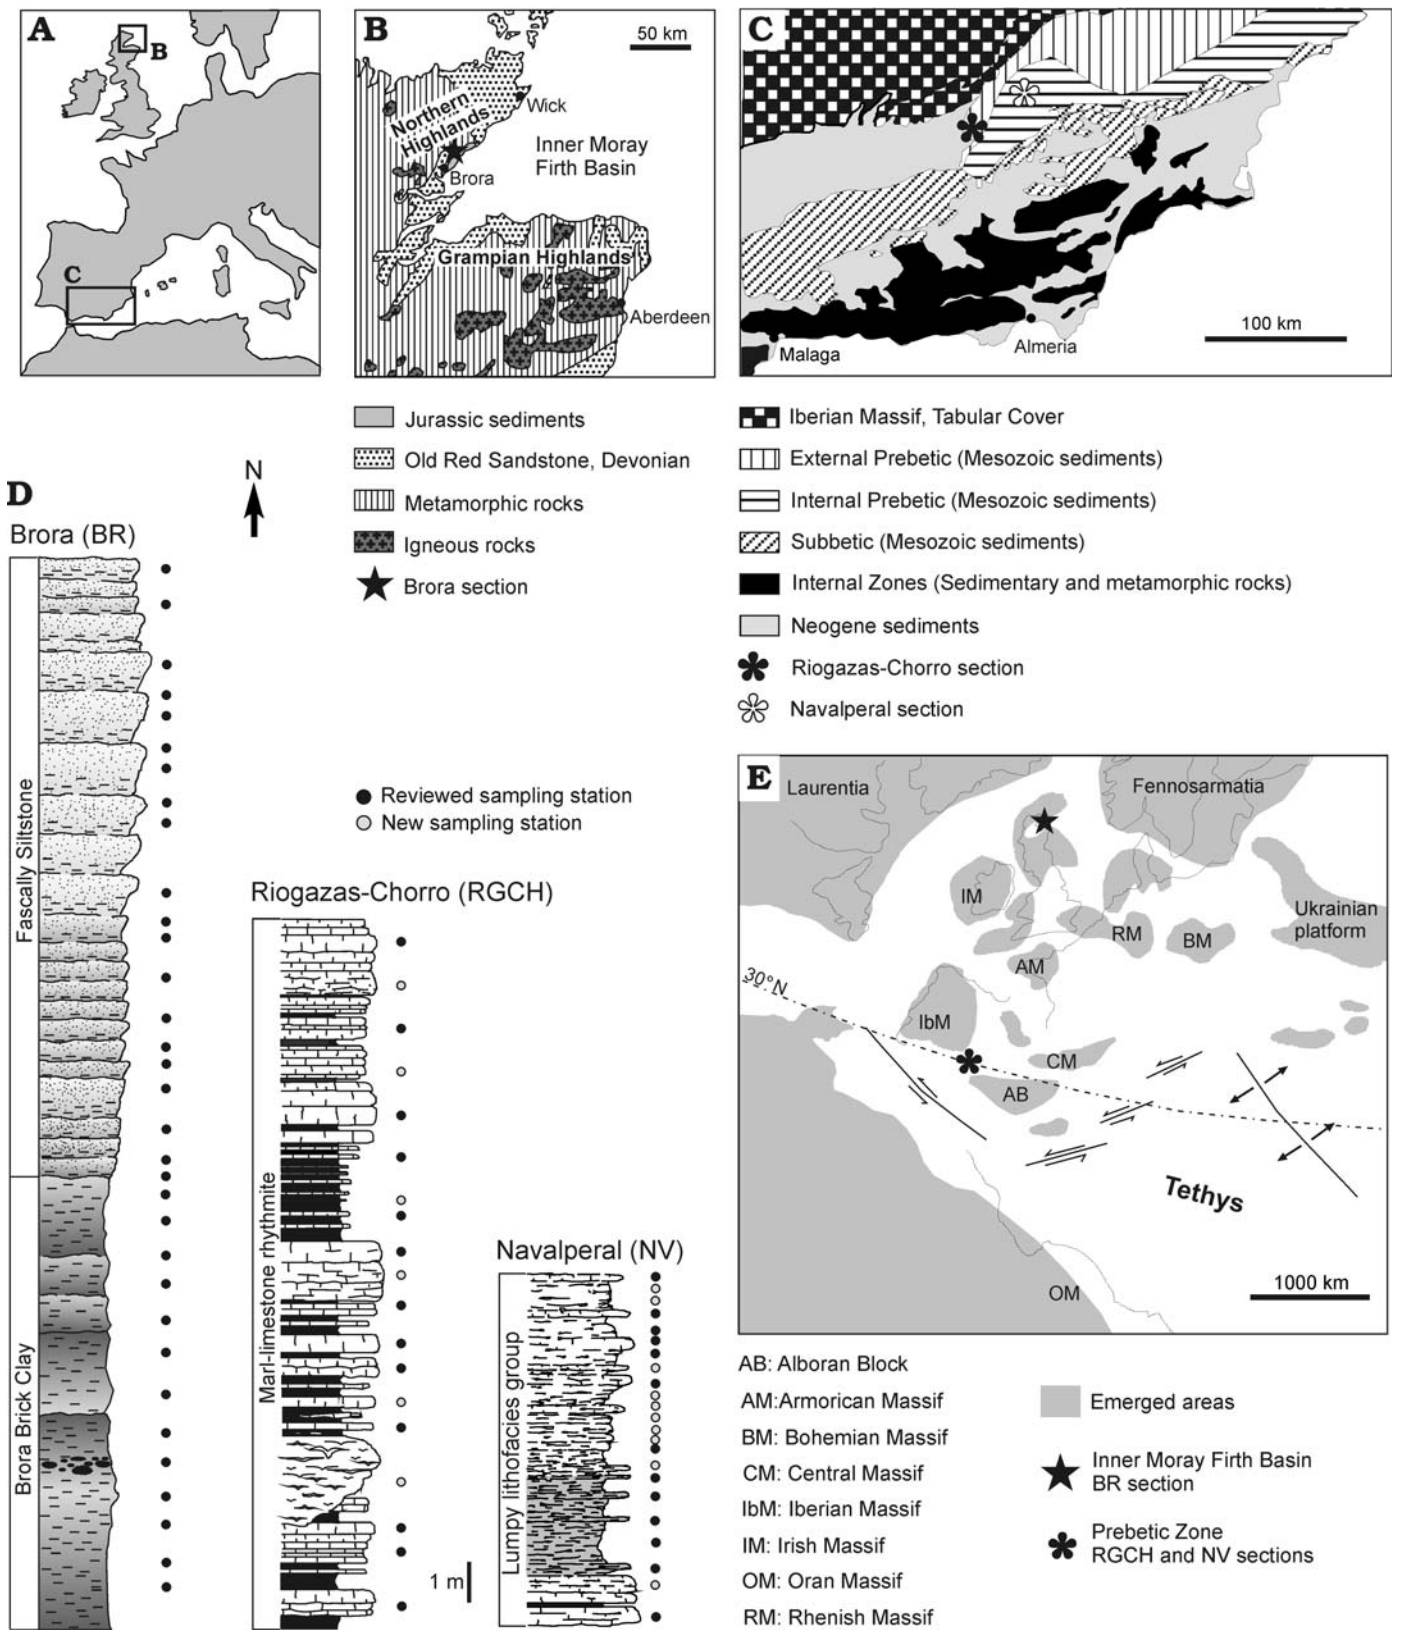 A
B
C
B
50 km
Wick
Northern
Highlands
Inner Moray
Firth Basin
Brora
Grampian Highlands
Aberdeen
C
100 km
Malaga
Almeria
Jurassic sediments
Old Red Sandstone, Devonian
Metamorphic rocks
Igneous rocks
Brora section
Iberian Massif, Tabular Cover
External Prebetic (Mesozoic sediments)
Internal Prebetic (Mesozoic sediments)
Subbetic (Mesozoic sediments)
Internal Zones (Sedimentary and metamorphic rocks)
Neogene sediments
Riogazas-Chorro section
Navalperal section
D
N
Brora (BR)
Fascally Siltstone
Brora Brick Clay
Reviewed sampling station
New sampling station
Riogazas-Chorro (RGCH)
Marl-limestone rhythmite
1 m
Navalperal (NV)
Lumpy lithofacies group
E
Laurentia
Fennosarmatia
IM
RM
BM
Ukrainian
platform
AM
30°N
IbM
CM
AB
Tethys
OM
1000 km
AB: Alboran Block
AM:Armorican Massif
BM: Bohemian Massif
CM: Central Massif
IbM: Iberian Massif
IM: Irish Massif
OM: Oran Massif
RM: Rhenish Massif
Emerged areas
Inner Moray Firth Basin
BR section
Prebetic Zone
RGCH and NV sections